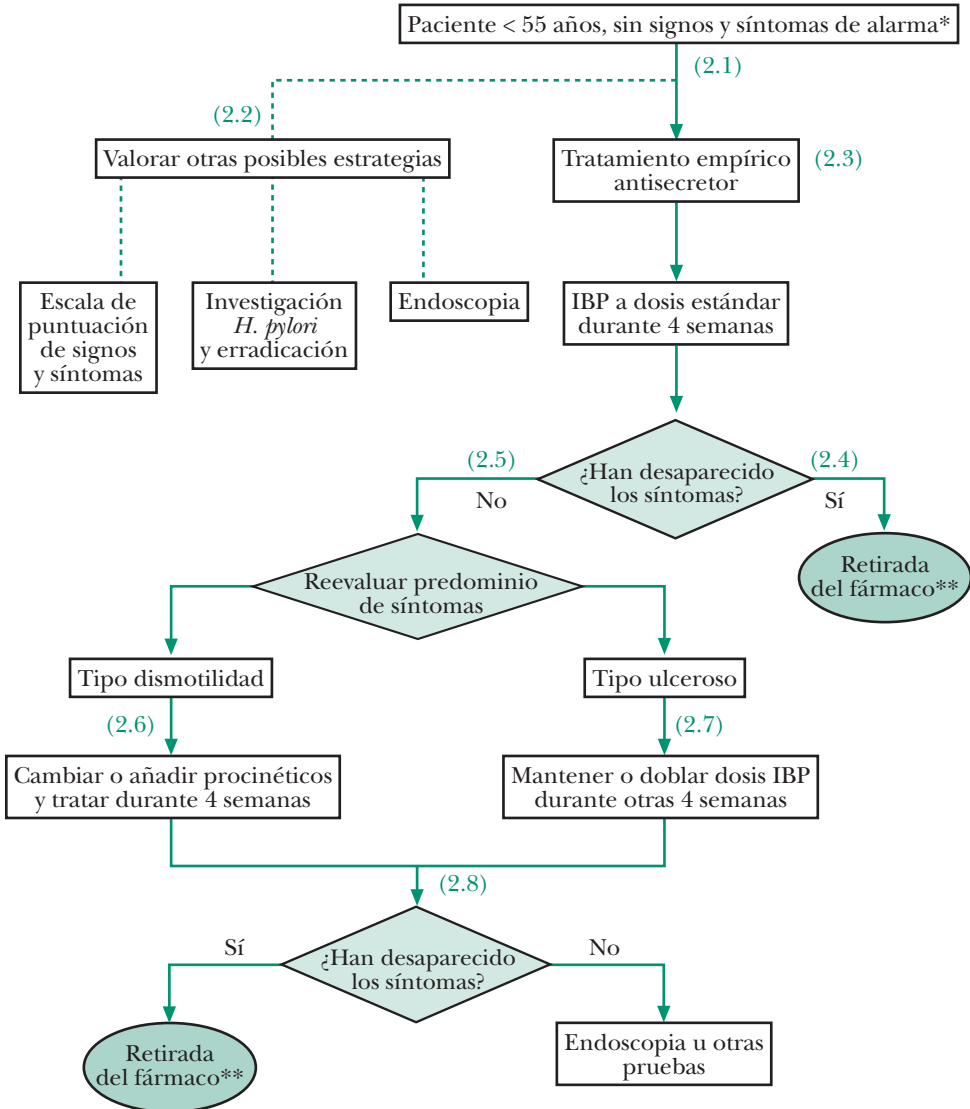 Paciente < 55 años, sin signos y síntomas de alarma*
(2.1)
(2.2)
Valorar otras posibles estrategias
Tratamiento empírico
antisecretor
(2.3)
Escala de
puntuación
de signos
y síntomas
Investigación
H. pylori
y erradicación
Endoscopia
IBP a dosis estándar
durante 4 semanas
(2.5)
No
¿Han desaparecido
los síntomas?
(2.4)
Sí
Retirada
del fármaco**
Reevaluar predominio
de síntomas
Tipo dismotilidad
Tipo ulceroso
(2.6)
(2.7)
Cambiar o añadir procinéticos
y tratar durante 4 semanas
Mantener o doblar dosis IBP
durante otras 4 semanas
(2.8)
Sí
¿Han desaparecido
los síntomas?
No
Retirada
del fármaco**
Endoscopia u otras
pruebas